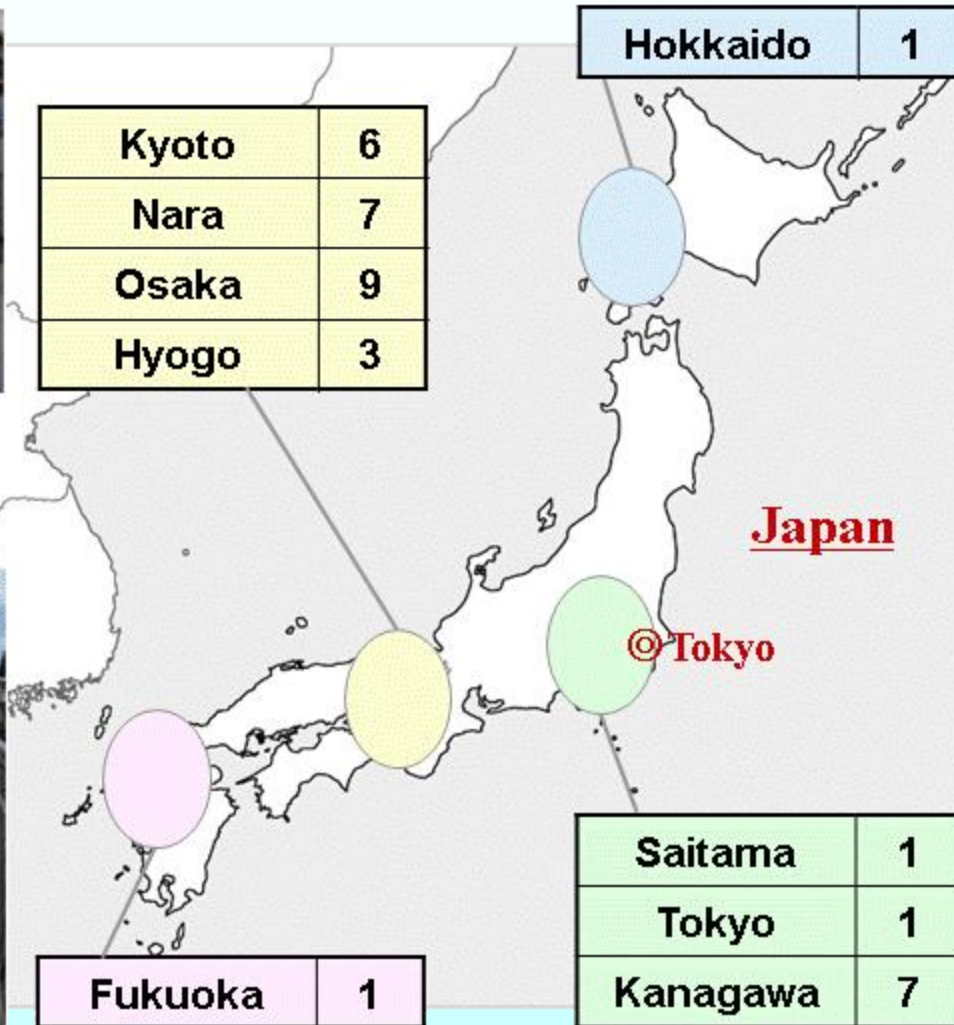 Hokkaido 1
Kyoto 6
Nara 7
Osaka 9
Hyogo 3
Japan
Tokyo
Saitama 1
Tokyo 1
Kanagawa 7
Fukuoka 1